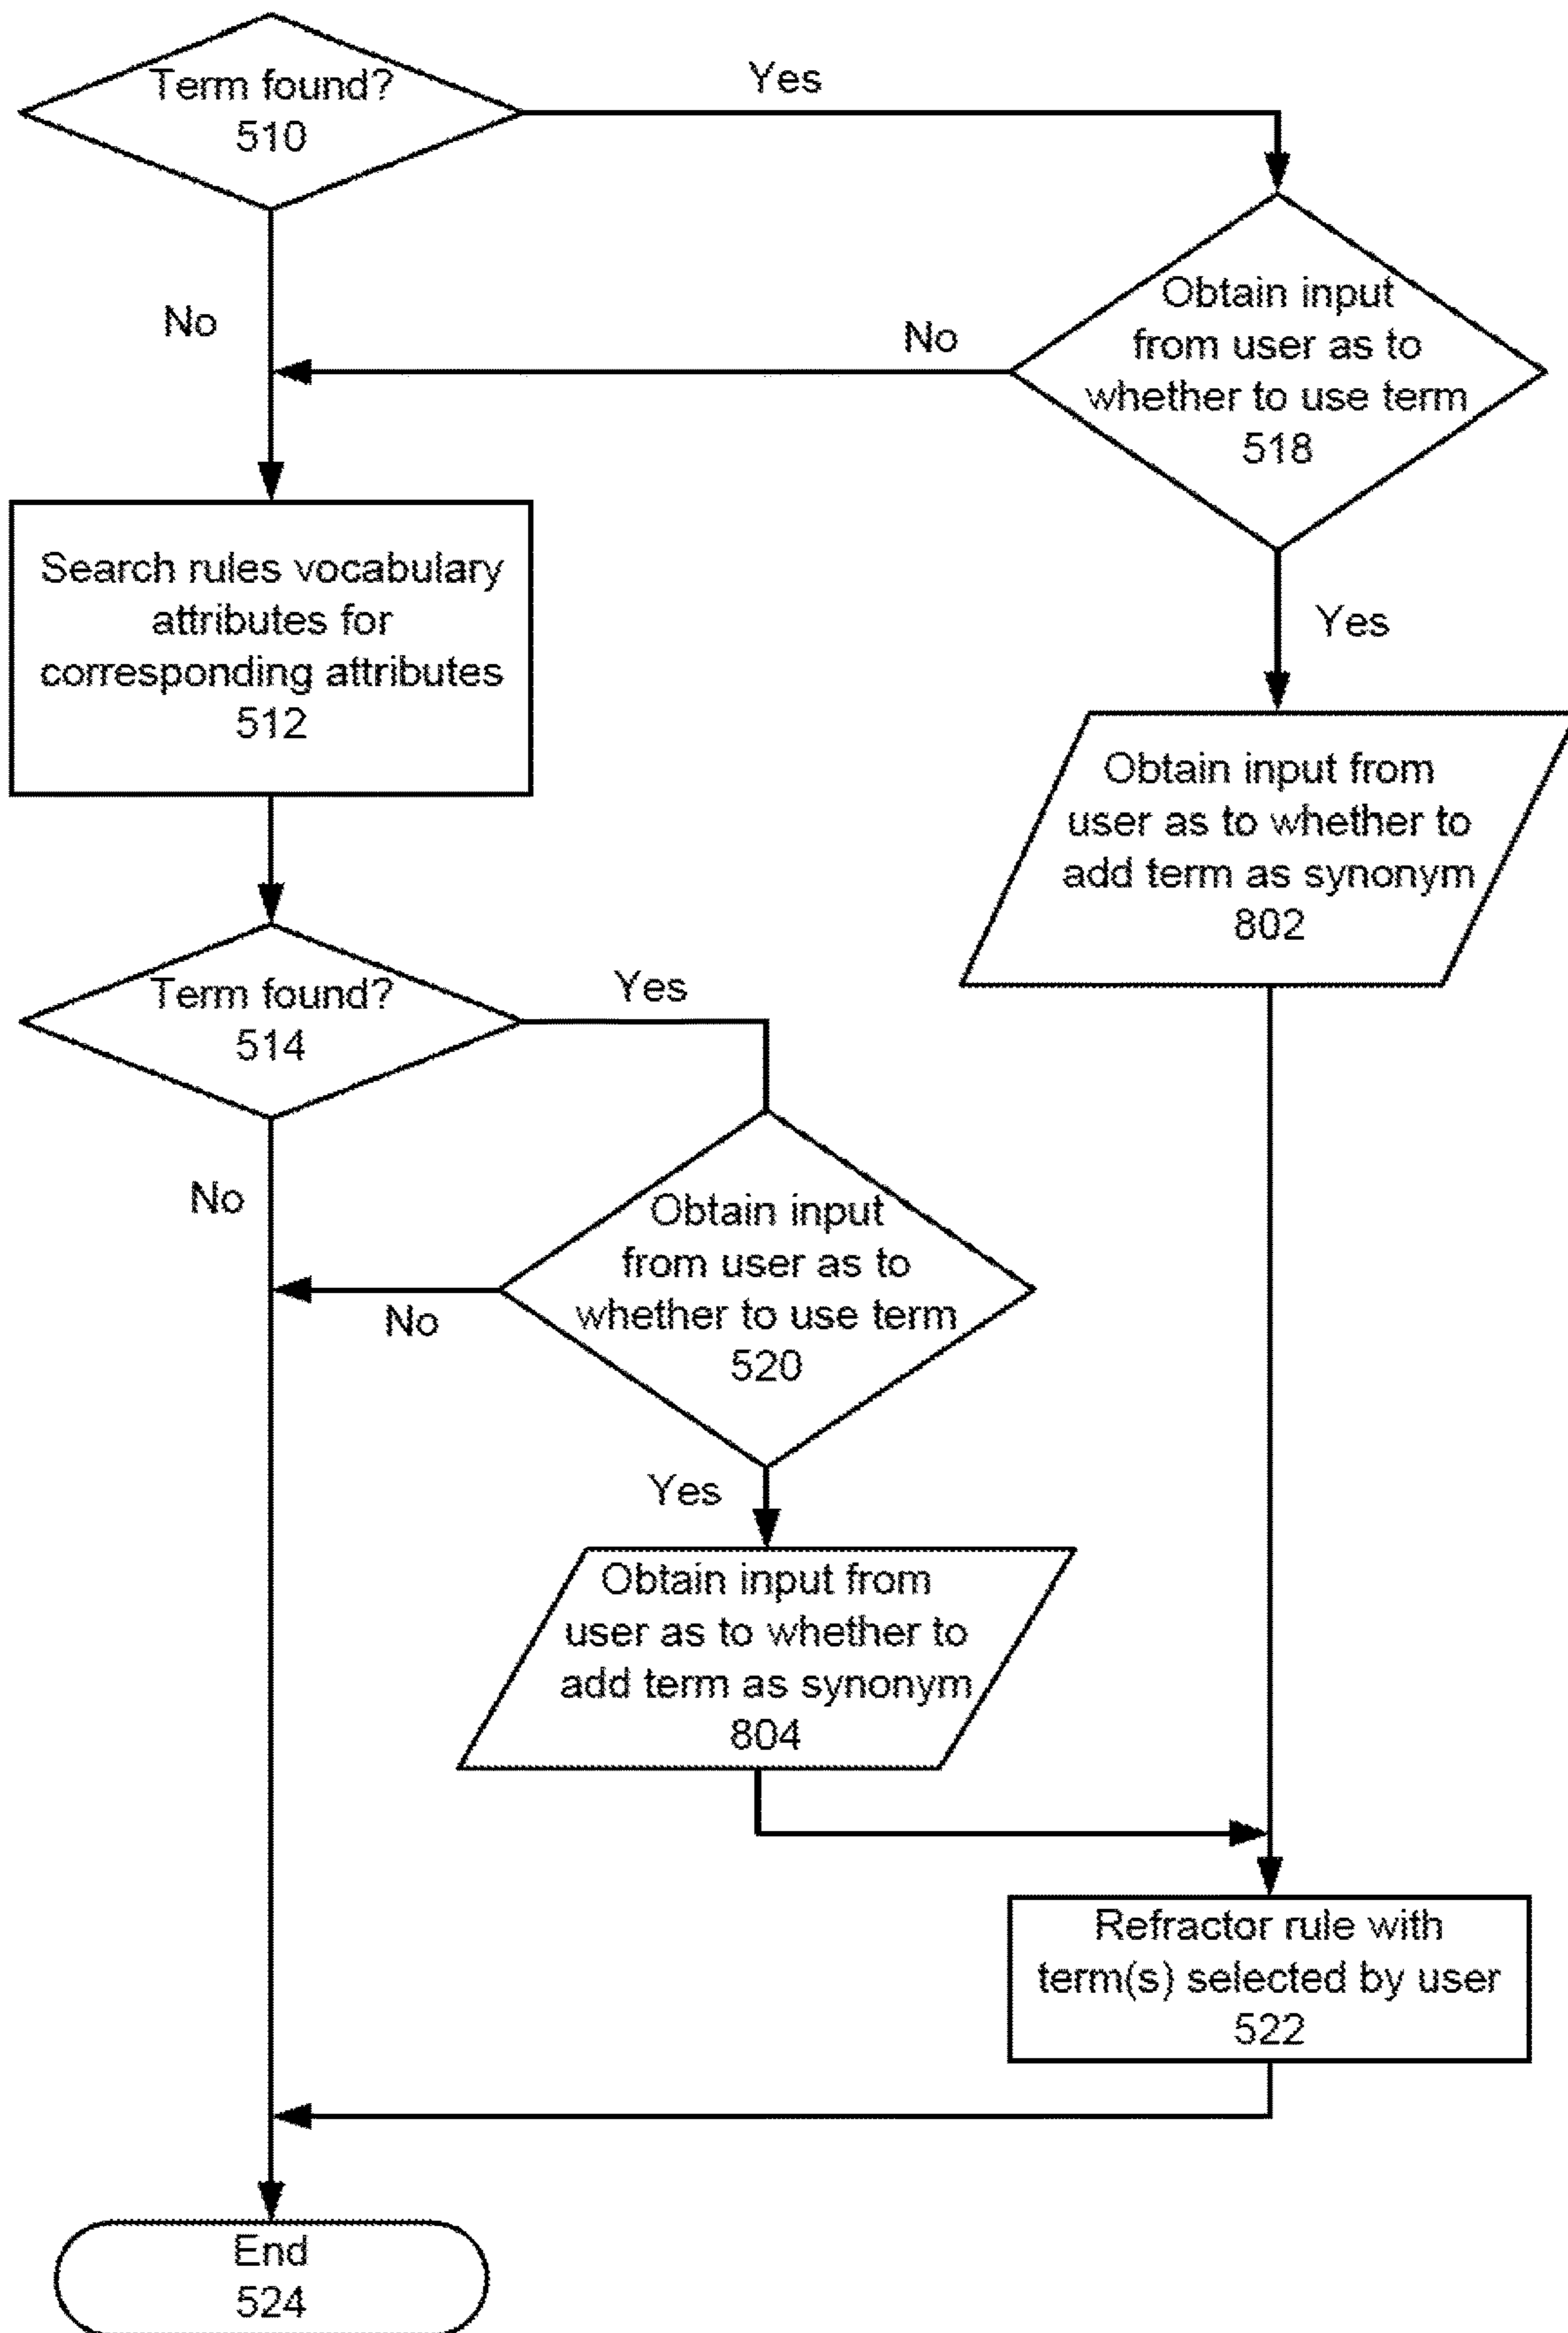 Term found?
510
Yes
No
Obtain input
from user as to
whether to use term
518
No
Yes
Search rules vocabulary
attributes for
corresponding attributes
512
Obtain input from
user as to whether to
add term as synonym
802
Term found?
514
Yes
No
Obtain input
from user as to
whether to use term
520
No
Yes
Obtain input from
user as to whether to
add term as synonym
804
Refractor rule with
term(s) selected by user
522
End
524